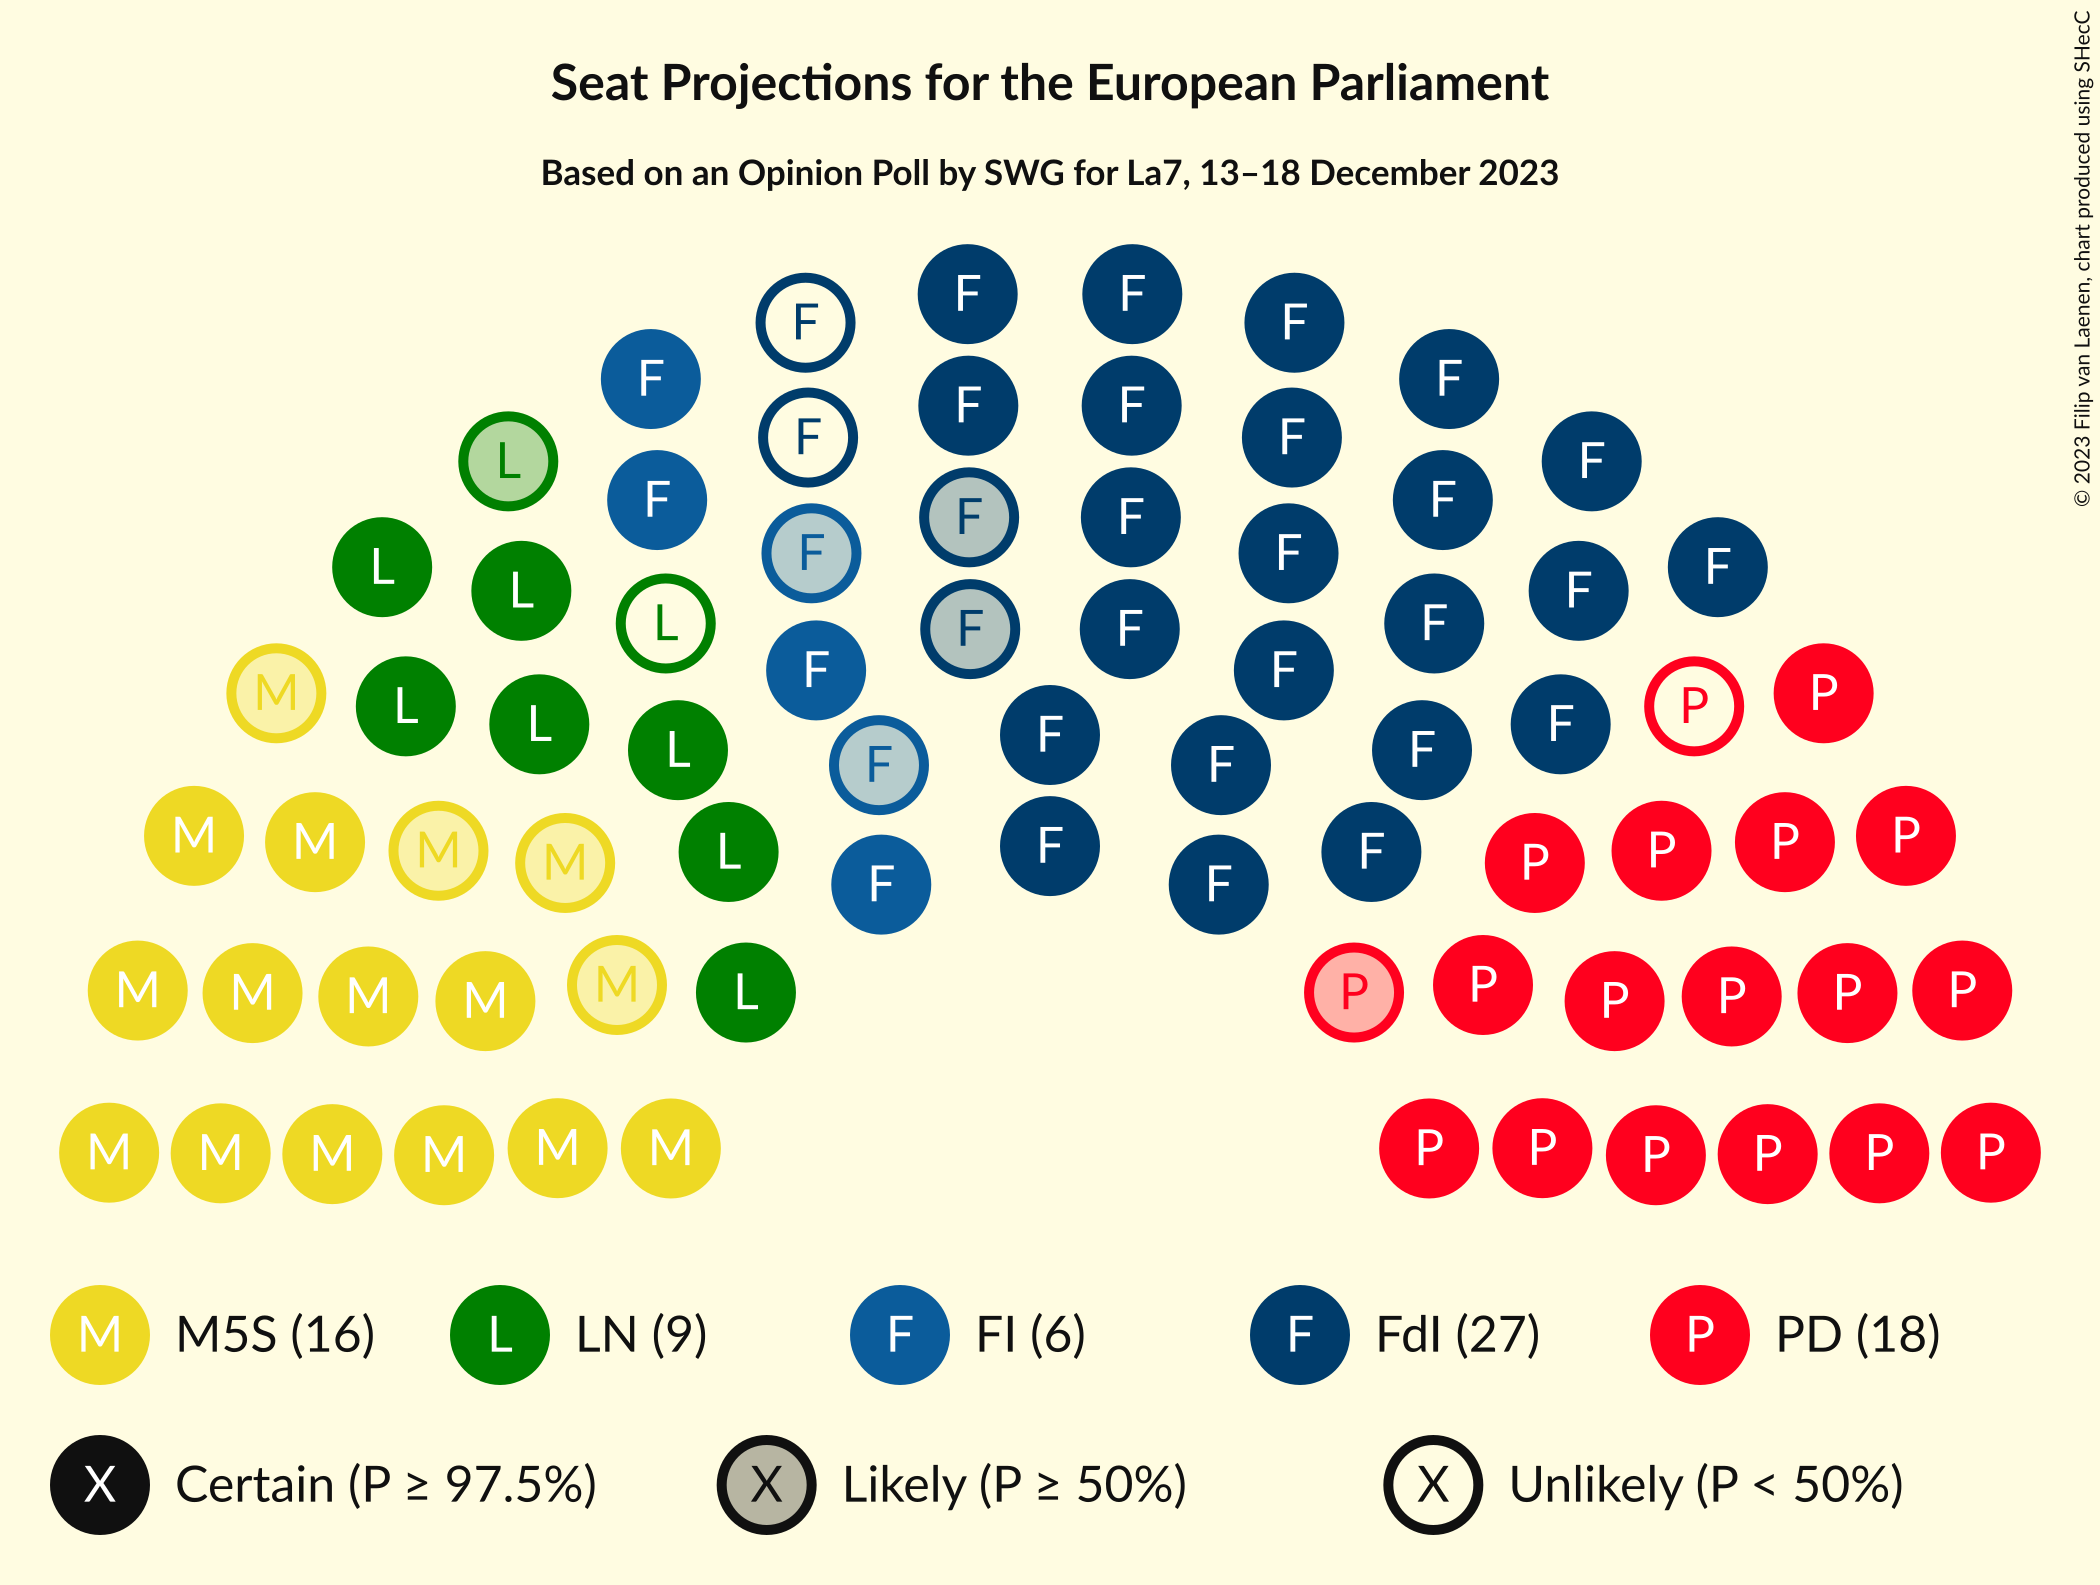 Seat Projections for the European Parliament
Based on an Opinion Poll by SWG for La7, 13–18 December 2023
© 2023 Filip van Laenen, chart produced using SHecC
F F F F
F F
F F F F
L F
F F F F
L F
L L F F F F F F
L F F F F
M L P P
L L F F F F F
M M M M L F F P P P P
F F F
M M M M M L P P P P P P
M M M M M M P P P P P P
M M5S (16) L LN (9) F FI (6) F FdI (27) P PD (18)
X Certain (P ≥ 97.5%) X Likely (P ≥ 50%) X Unlikely (P < 50%)